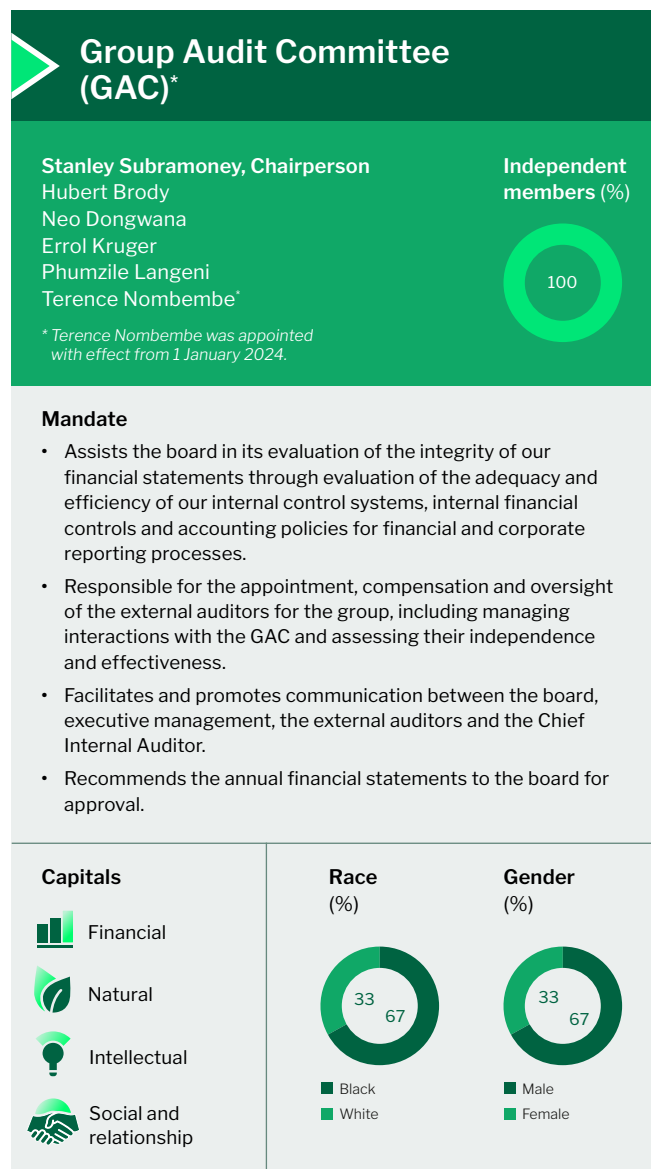 Group Audit Committee
(GAC)*
Stanley Subramoney, Chairperson
Hubert Brody
Neo Dongwana
Errol Kruger
Phumzile Langeni
Terence Nombembe*
* Terence Nombembe was appointed
with effect from 1 January 2024.
Independent
members (%)
100
Mandate
• Assists the board in its evaluation of the integrity of our
financial statements through evaluation of the adequacy and
efficiency of our internal control systems, internal financial
controls and accounting policies for financial and corporate
reporting processes.
• Responsible for the appointment, compensation and oversight
of the external auditors for the group, including managing
interactions with the GAC and assessing their independence
and effectiveness.
• Facilitates and promotes communication between the board,
executive management, the external auditors and the Chief
Internal Auditor.
• Recommends the annual financial statements to the board for
approval.
Capitals
Financial
Natural
Intellectual
Social and
relationship
Race
(%)
33
67
Black
White
Gender
(%)
33
67
Male
Female